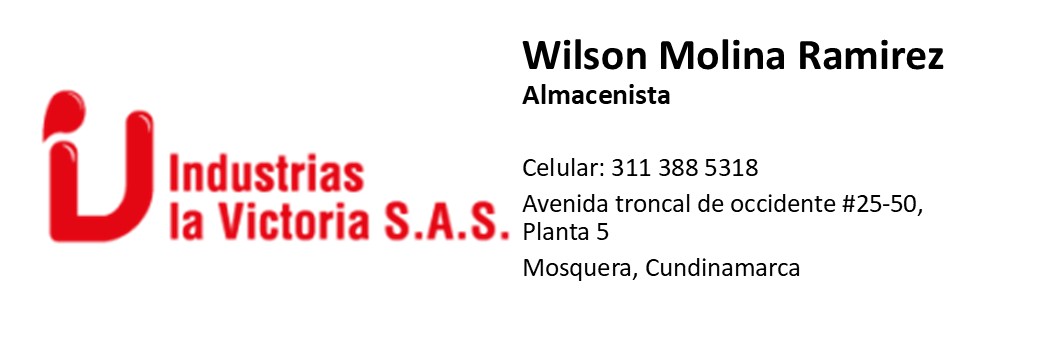 Industrias
la Victoria S.A.S.
Wilson Molina Ramirez
Almacenista
Celular: 311 388 5318
Avenida troncal de occidente #25-50,
Planta 5
Mosquera, Cundinamarca